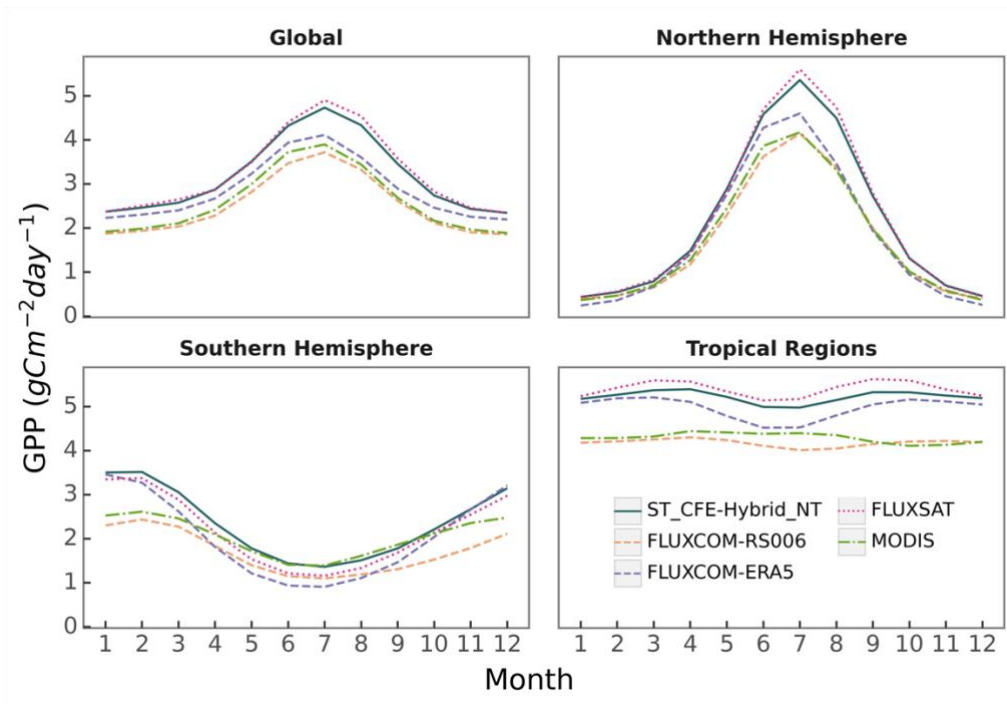 Global
Northern Hemisphere
GPP (gCm⁻²day⁻¹)
5
4
3
2
1
0
Southern Hemisphere
Tropical Regions
5
4
3
2
1
0
ST_CFE-Hybrid_NT
FLUXCOM-RS006
FLUXCOM-ERA5
FLUXSAT
MODIS
1 2 3 4 5 6 7 8 9 10 11 12
1 2 3 4 5 6 7 8 9 10 11 12
Month